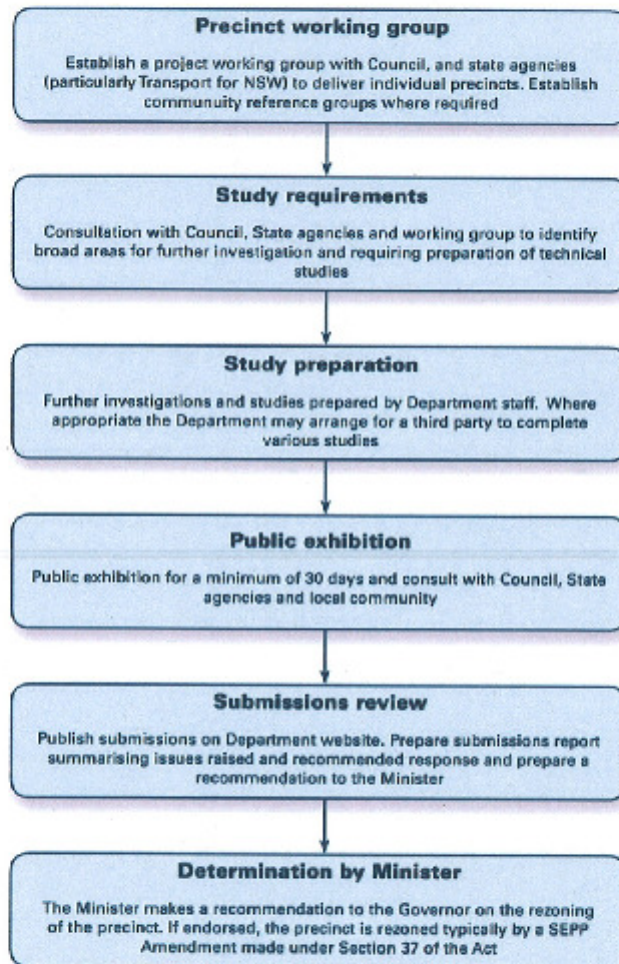 Precinct working group
Establish a project working group with Council, and state agencies
(particularly Transport for NSW) to deliver individual precincts. Establish
communuity reference groups where required
Study requirements
Consultation with Council, State agencies and working group to identify
broad areas for further investigation and requiring preparation of technical
studies
Study preparation
Further investigations and studies prepared by Department staff. Where
appropriate the Department may arrange for a third party to complete
various studies
Public exhibition
Public exhibition for a minimum of 30 days and consult with Council, State
agencies and local community
Submissions review
Publish submissions on Department website. Prepare submissions report
summarising issues raised and recommended response and prepare a
recommendation to the Minister
Determination by Minister
The Minister makes a recommendation to the Governor on the rezoning
of the precinct. If endorsed, the precinct is rezoned typically by a SEPP
Amendment made under Section 37 of the Act